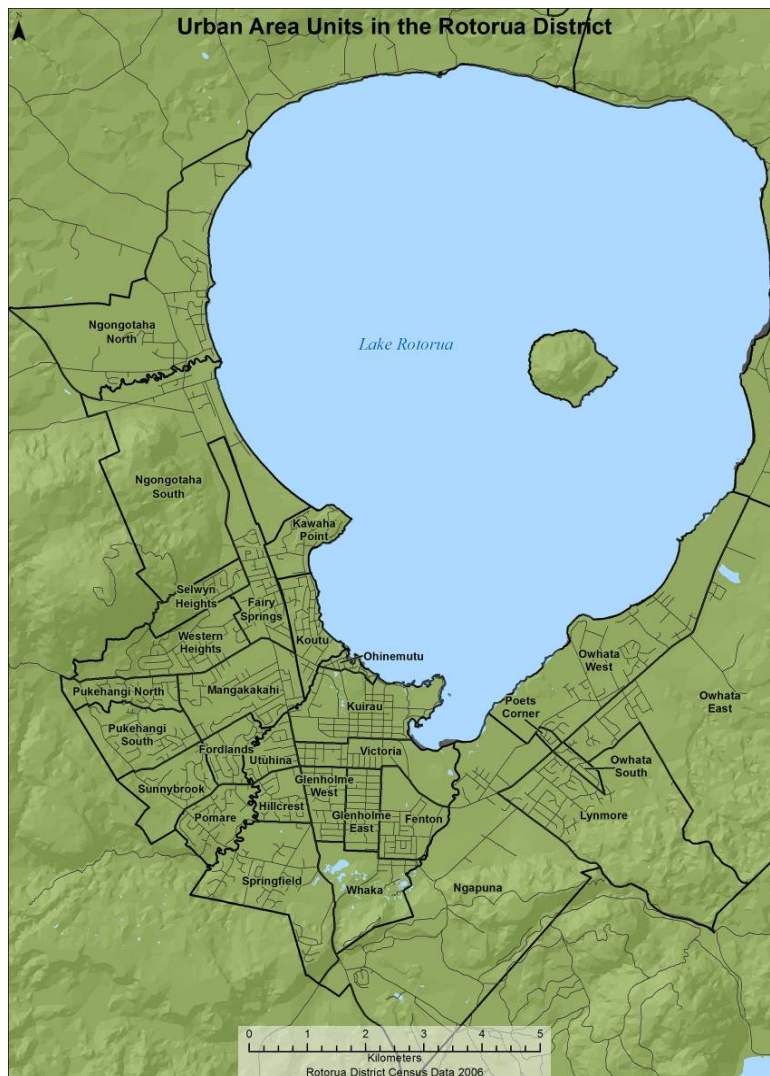 Urban Area Units in the Rotorua District
N
Ngongotaha
North
Lake Rotorua
Ngongotaha
South
Kawaha
Point
Selwyn
Heights
Fairy
Springs
Western
Heights
Koutu
Ohinemutu
Owhata
West
Pukehangi North
Mangakakahi
Kuirau
Poets
Corner
Owhata
East
Pukehangi
South
Fordlands
Utuhina
Victoria
Owhata
South
Sunnybrook
Glenholme
West
Hillcrest
Pomare
Glenholme
East
Fenton
Lynmore
Springfield
Whaka
Ngapuna
0 1 2 3 4 5
Kilometers
Rotorua District Census Data 2006